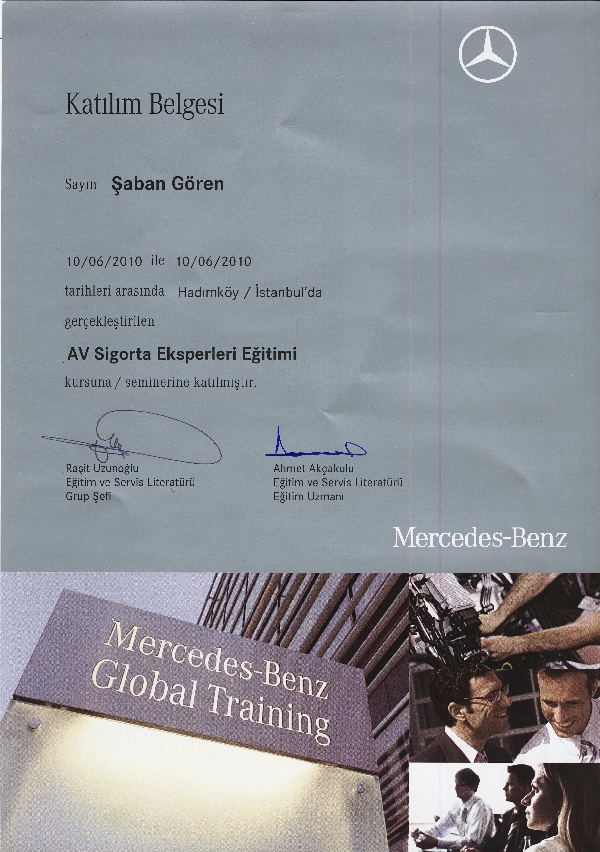 Katılım Belgesi
Sayın Şaban Gören
10/06/2010 ile 10/06/2010
tarihleri arasında Hadımköy / İstanbul'da
gerçekleştirilen
AV Sigorta Eksperleri Eğitimi
kursuna / seminerine katılmıştır.
Raşit Uzunoğlu
Eğitim ve Servis Literatürü
Grup Şefi
Ahmet Akçakulu
Eğitim ve Servis Literatürü
Eğitim Uzmanı
Mercedes-Benz
Mercedes-Benz
Global Training